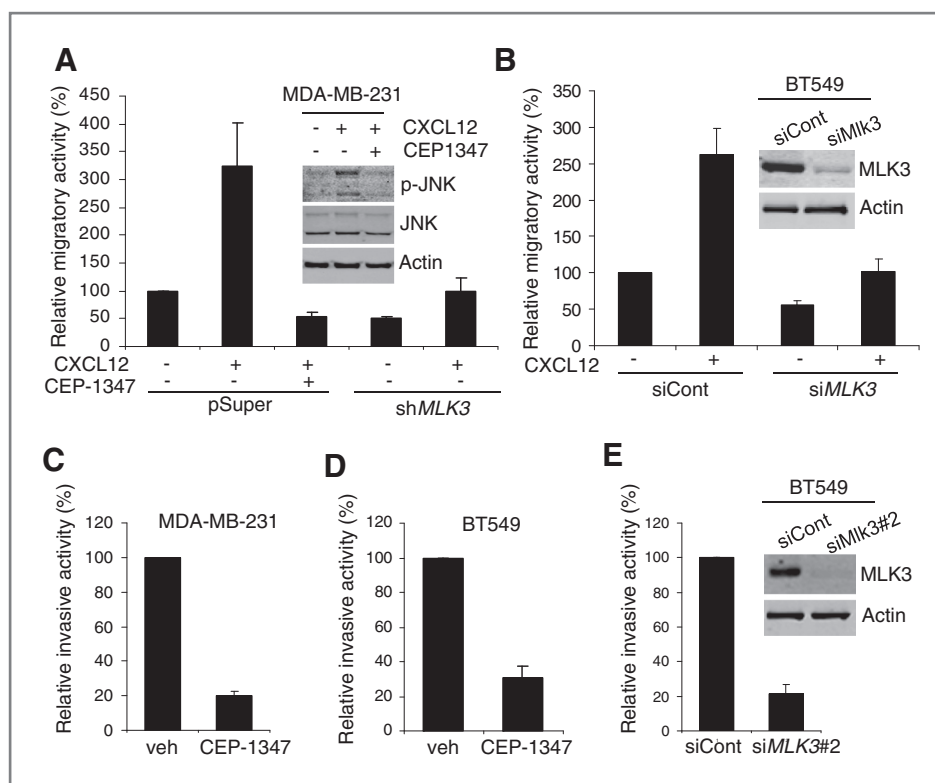 A
Relative migratory activity (%)
450
400
350
300
250
200
150
100
50
0
MDA-MB-231
- + + CXCL12
- - + CEP1347
p-JNK
JNK
Actin
CXCL12 - + + - +
CEP-1347 - - + - -
pSuper shMLK3
B
Relative migratory activity (%)
350
300
250
200
150
100
50
0
BT549
siCont siMlk3
MLK3
Actin
CXCL12 - + - +
siCont siMLK3
C
Relative invasive activity (%)
120
100
80
60
40
20
0
MDA-MB-231
veh CEP-1347
D
Relative invasive activity (%)
120
100
80
60
40
20
0
BT549
veh CEP-1347
E
Relative invasive activity (%)
120
100
80
60
40
20
0
BT549
siCont siMlk3#2
MLK3
Actin
siCont siMLK3#2